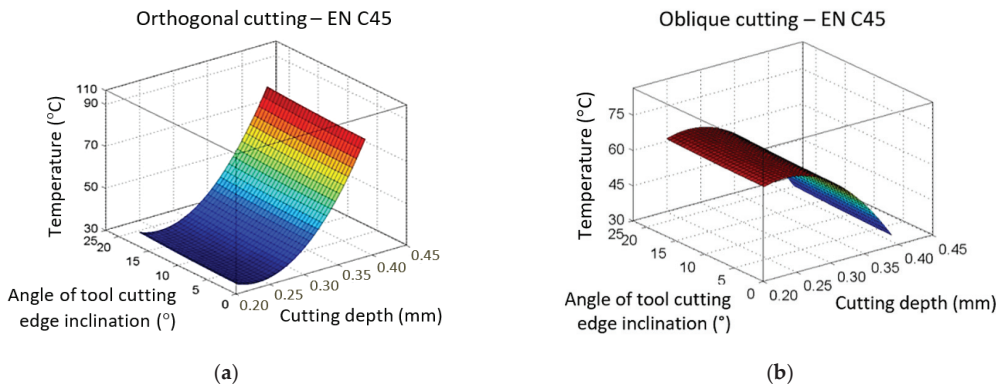 Orthogonal cutting – EN C45
Temperature (°C)
110
90
70
50
30
25
20
15
10
5
0
0.20
0.25
0.30
0.35
0.40
0.45
Angle of tool cutting
edge inclination (°)
Cutting depth (mm)
(a)
Oblique cutting – EN C45
Temperature (°C)
75
60
45
30
25
20
15
10
5
0
0.20
0.25
0.30
0.35
0.40
0.45
Angle of tool cutting
edge inclination (°)
Cutting depth (mm)
(b)